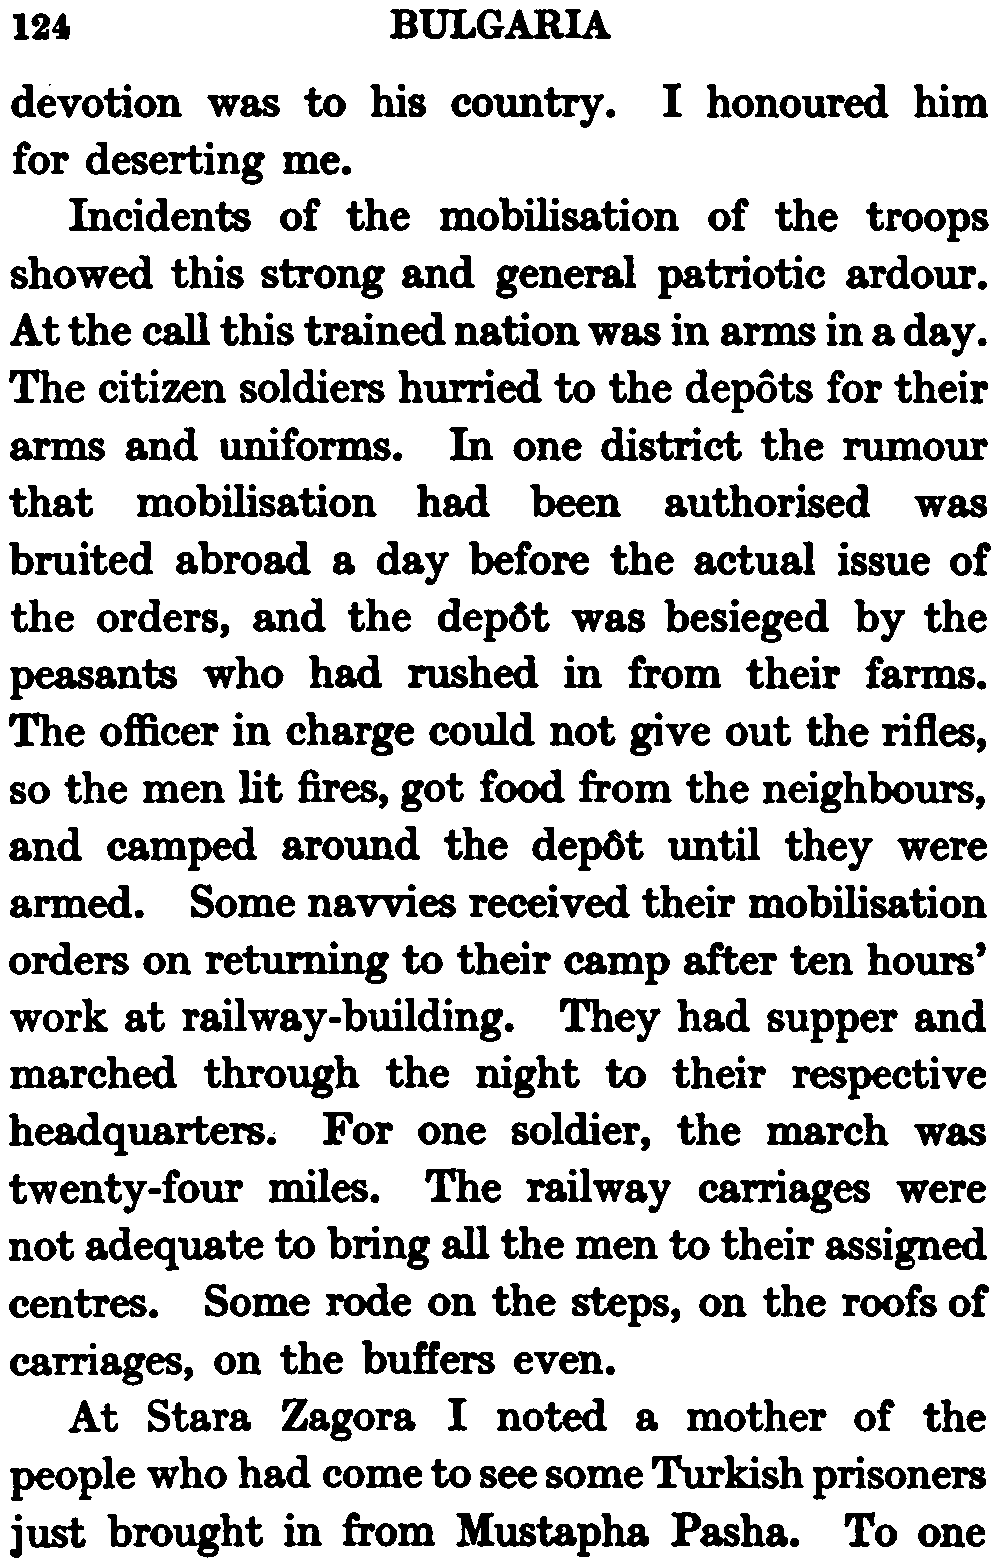 124 BULGARIA
devotion was to his country. I honoured him
for deserting me.
Incidents of the mobilisation of the troops
showed this strong and general patriotic ardour.
At the call this trained nation was in arms in a day.
The citizen soldiers hurried to the depôts for their
arms and uniforms. In one district the rumour
that mobilisation had been authorised was
bruited abroad a day before the actual issue of
the orders, and the depôt was besieged by the
peasants who had rushed in from their farms.
The officer in charge could not give out the rifles,
so the men lit fires, got food from the neighbours,
and camped around the depôt until they were
armed. Some navvies received their mobilisation
orders on returning to their camp after ten hours'
work at railway-building. They had supper and
marched through the night to their respective
headquarters. For one soldier, the march was
twenty-four miles. The railway carriages were
not adequate to bring all the men to their assigned
centres. Some rode on the steps, on the roofs of
carriages, on the buffers even.
At Stara Zagora I noted a mother of the
people who had come to see some Turkish prisoners
just brought in from Mustapha Pasha. To one